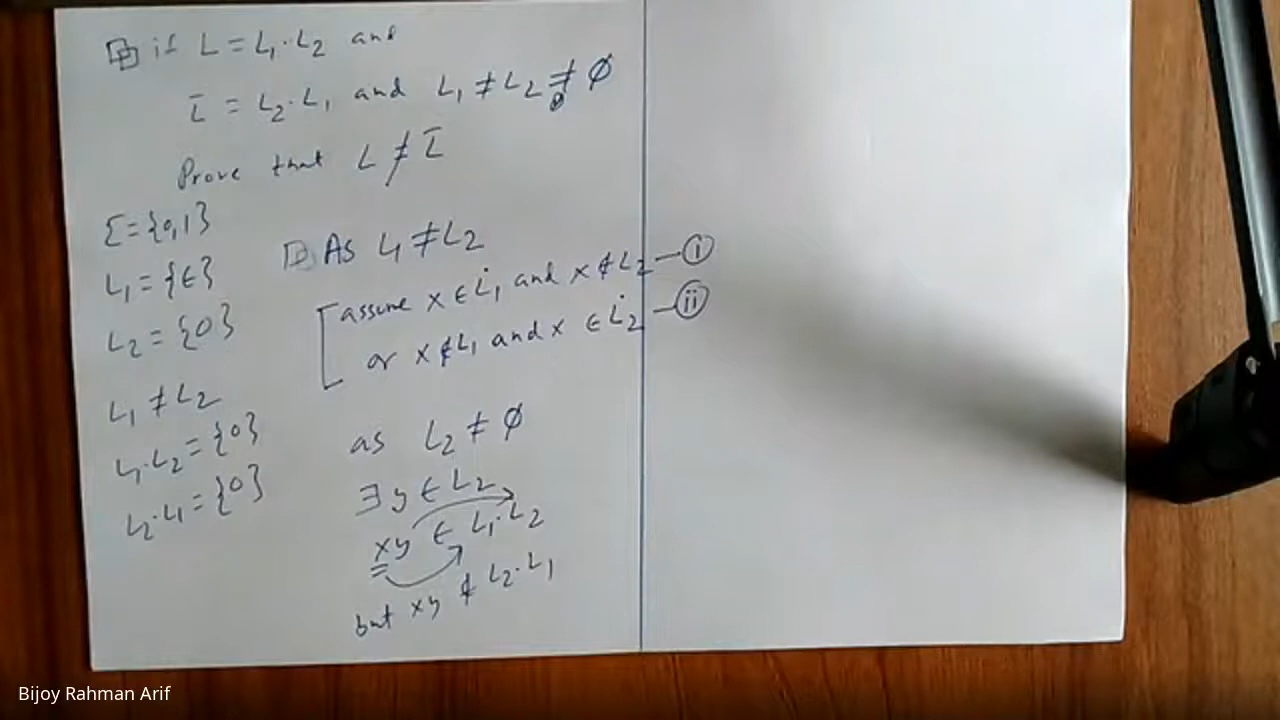 if L = L₁·L₂ and
L̄ = L₂·L₁ and L₁ ≠ L₂ ≠ ∅
Prove that L ≠ L̄
Σ = {0,1}
L₁ = {ϵ}
L₂ = {0}
L₁ ≠ L₂
L₁·L₂ = {0}
L₂·L₁ = {0}
As L₁ ≠ L₂
assume x ∈ L₁ and x ∉ L₂ — (i)
or x ∉ L₁ and x ∈ L₂ — (ii)
as L₂ ≠ ∅
∃ y ∈ L₂
xy ∈ L₁·L₂
but xy ∉ L₂·L₁
Bijoy Rahman Arif